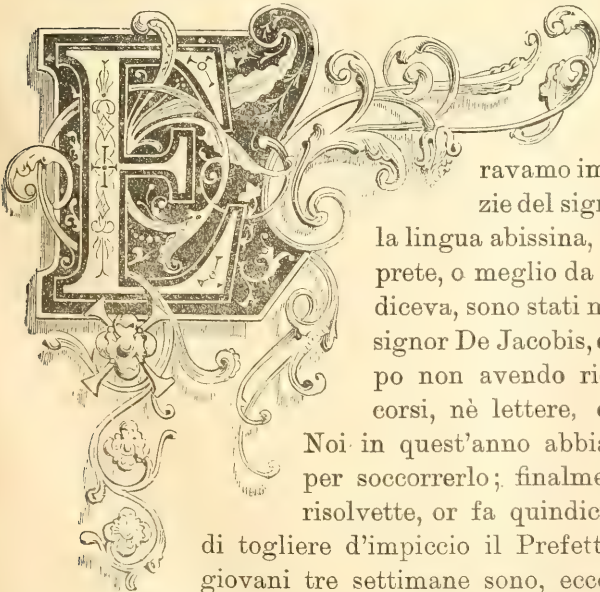 Eravamo im
zie del sign
la lingua abissina,
prete, o meglio da
diceva, sono stati m
signor De Jacobis,
po non avendo ri
corsi, nè lettere,
Noi in quest'anno abbia
per soccorrerlo; finalme
risolvette, or fa quindic
di togliere d'impiccio il Prefett
giovani tre settimane sono, ecc